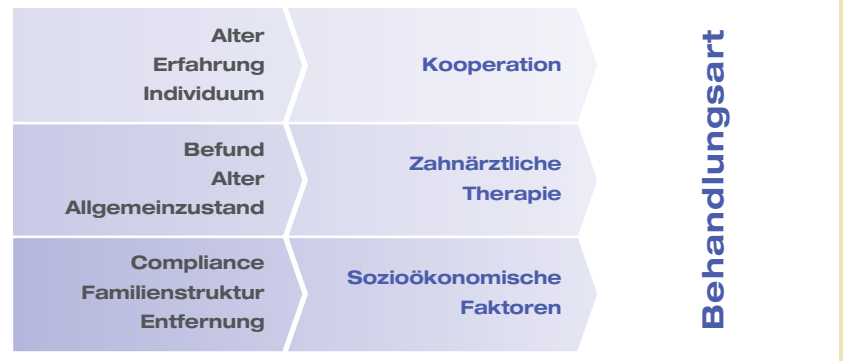 Alter
Erfahrung
Individuum
Kooperation
Befund
Alter
Allgemeinzustand
Zahnärztliche
Therapie
Compliance
Familienstruktur
Entfernung
Sozioökonomische
Faktoren
Behandlungsart